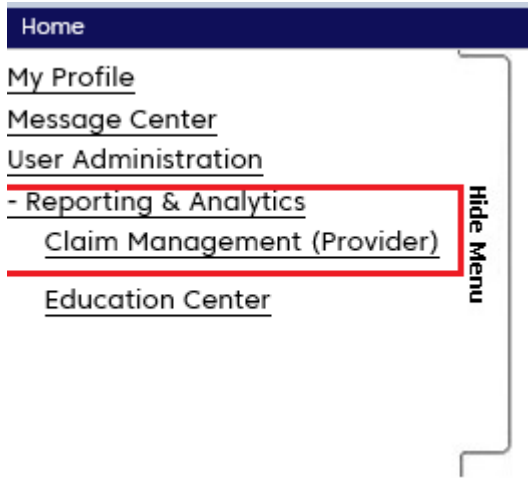 Home
My Profile
Message Center
User Administration
- Reporting & Analytics
Claim Management (Provider)
Education Center
Hide Menu